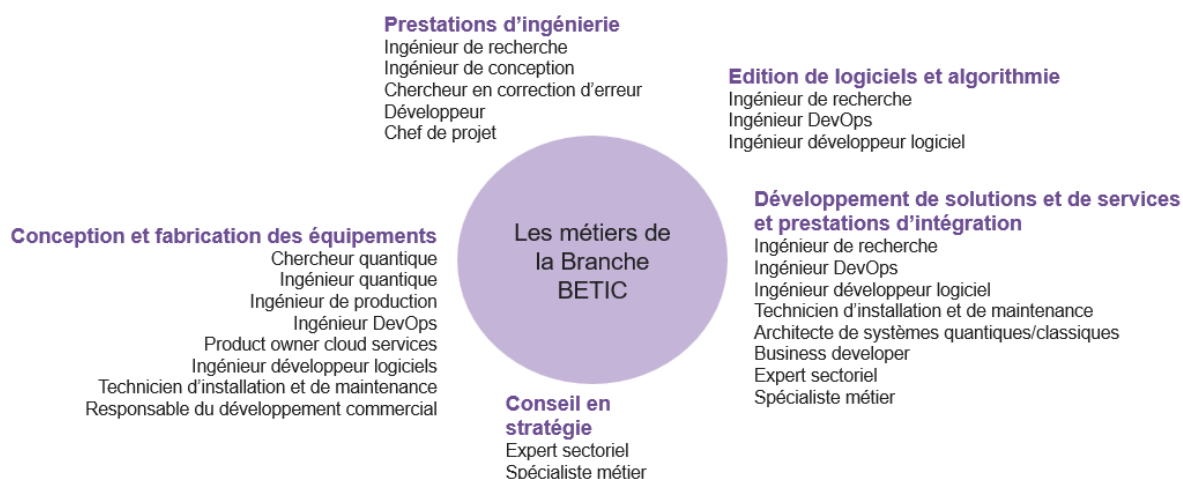 Prestations d'ingénierie
Ingénieur de recherche
Ingénieur de conception
Chercheur en correction d'erreur
Développeur
Chef de projet
Edition de logiciels et algorithmie
Ingénieur de recherche
Ingénieur DevOps
Ingénieur développeur logiciel
Développement de solutions et de services
et prestations d'intégration
Ingénieur de recherche
Ingénieur DevOps
Ingénieur développeur logiciel
Technicien d'installation et de maintenance
Architecte de systèmes quantiques/classiques
Business developer
Expert sectoriel
Spécialiste métier
Les métiers de
la Branche
BETIC
Conception et fabrication des équipements
Chercheur quantique
Ingénieur quantique
Ingénieur de production
Ingénieur DevOps
Product owner cloud services
Ingénieur développeur logiciels
Technicien d'installation et de maintenance
Responsable du développement commercial
Conseil en
stratégie
Expert sectoriel
Spécialiste métier